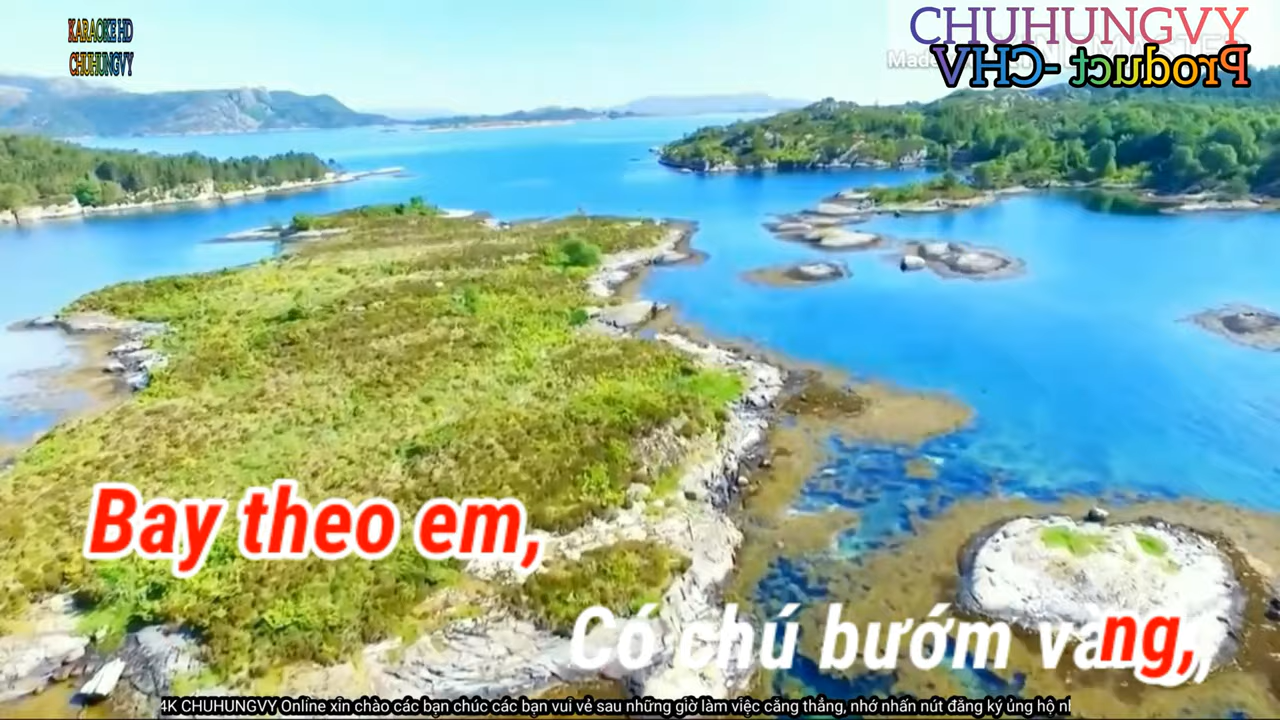 KARAOKE HD
CHUHUNGVY
CHUHUNGVY
Product -CHV
Made
Bay theo em,
Có chú bướm vàng,
4K CHUHUNGVY Online xin chào các bạn chúc các bạn vui vẻ sau những giờ làm việc căng thẳng, nhớ nhấn nút đăng ký ủng hộ